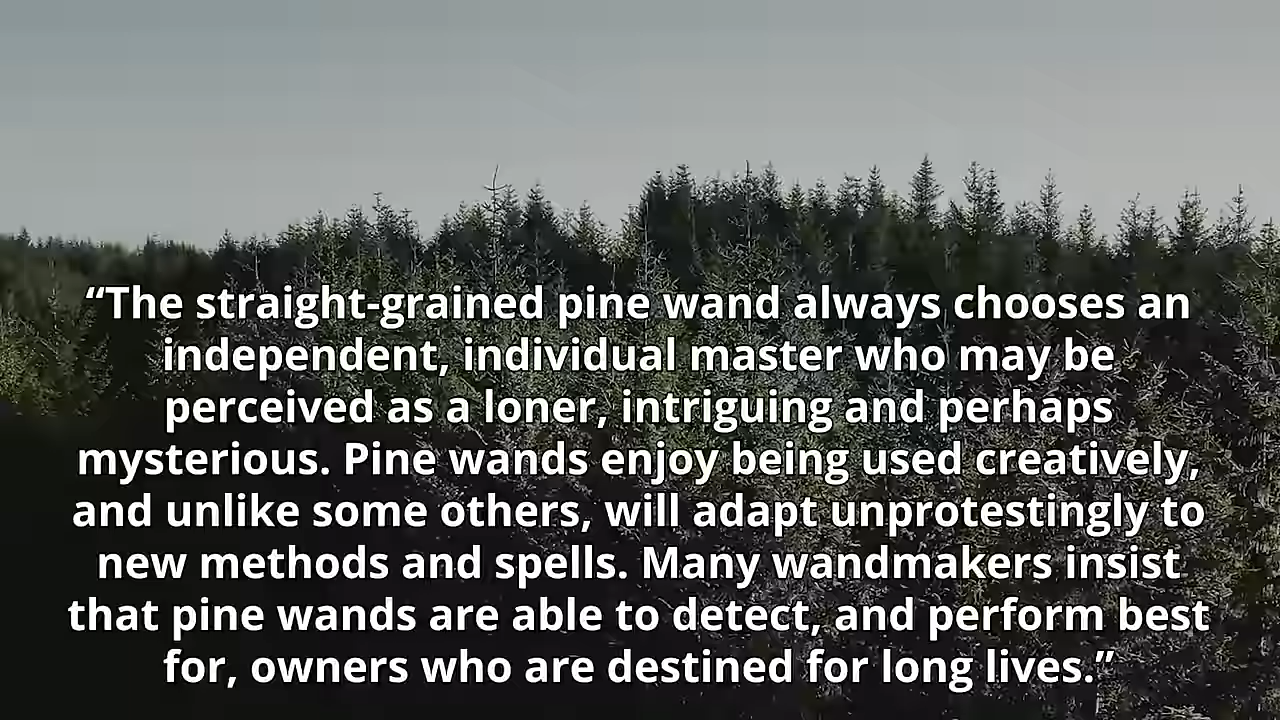 “The straight-grained pine wand always chooses an
independent, individual master who may be
perceived as a loner, intriguing and perhaps
mysterious. Pine wands enjoy being used creatively,
and unlike some others, will adapt unprotestingly to
new methods and spells. Many wandmakers insist
that pine wands are able to detect, and perform best
for, owners who are destined for long lives.”